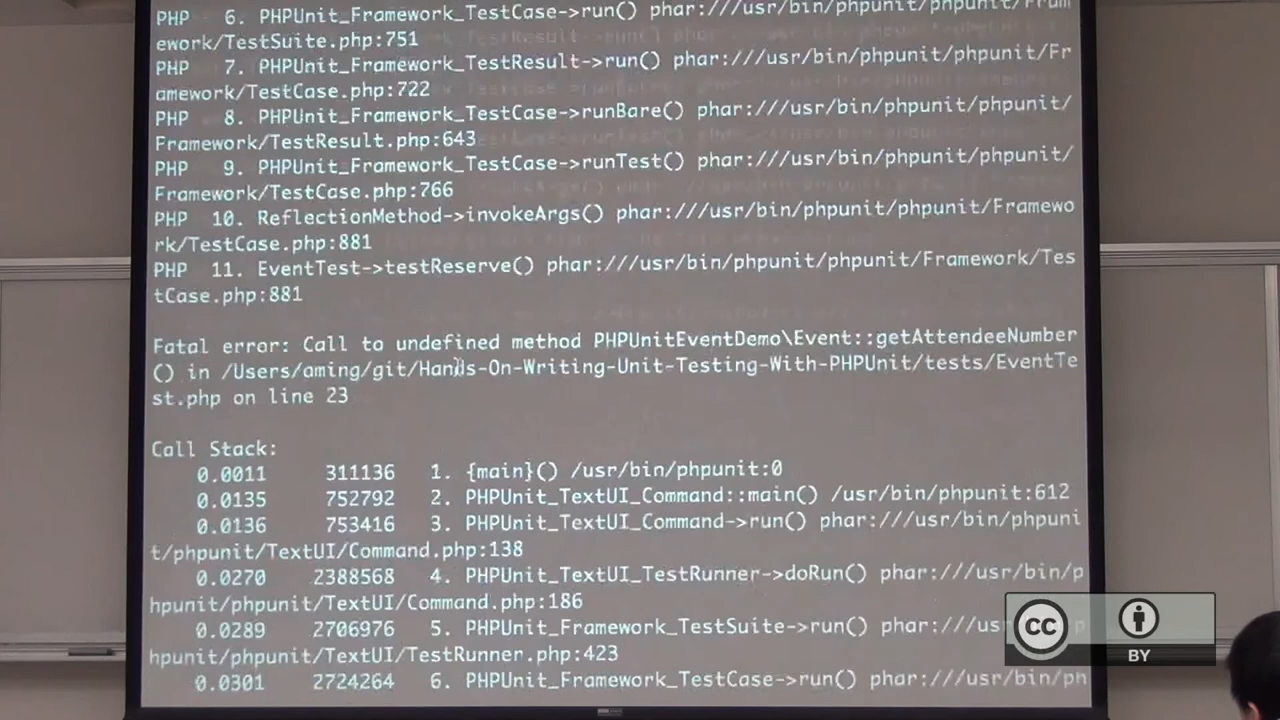 PHP   6. PHPUnit_Framework_TestCase->run() phar:///usr/bin/phpunit/phpunit/Fram
ework/TestSuite.php:751
PHP   7. PHPUnit_Framework_TestResult->run() phar:///usr/bin/phpunit/phpunit/Fr
amework/TestCase.php:722
PHP   8. PHPUnit_Framework_TestCase->runBare() phar:///usr/bin/phpunit/phpunit/
Framework/TestResult.php:643
PHP   9. PHPUnit_Framework_TestCase->runTest() phar:///usr/bin/phpunit/phpunit/
Framework/TestCase.php:766
PHP  10. ReflectionMethod->invokeArgs() phar:///usr/bin/phpunit/phpunit/Framewo
rk/TestCase.php:881
PHP  11. EventTest->testReserve() phar:///usr/bin/phpunit/phpunit/Framework/Tes
tCase.php:881
Fatal error: Call to undefined method PHPUnitEventDemo\Event::getAttendeeNumber
() in /Users/aming/git/Hands-On-Writing-Unit-Testing-With-PHPUnit/tests/EventTe
st.php on line 23
Call Stack:
0.0011     311136   1. {main}() /usr/bin/phpunit:0
0.0135     752792   2. PHPUnit_TextUI_Command::main() /usr/bin/phpunit:612
0.0136     753416   3. PHPUnit_TextUI_Command->run() phar:///usr/bin/phpuni
t/phpunit/TextUI/Command.php:138
0.0270    2388568   4. PHPUnit_TextUI_TestRunner->doRun() phar:///usr/bin/p
hpunit/phpunit/TextUI/Command.php:186
0.0289    2706976   5. PHPUnit_Framework_TestSuite->run() phar:///us
hpunit/phpunit/TextUI/TestRunner.php:423
0.0301    2724264   6. PHPUnit_Framework_TestCase->run() phar:///usr/bin/ph
cc
BY